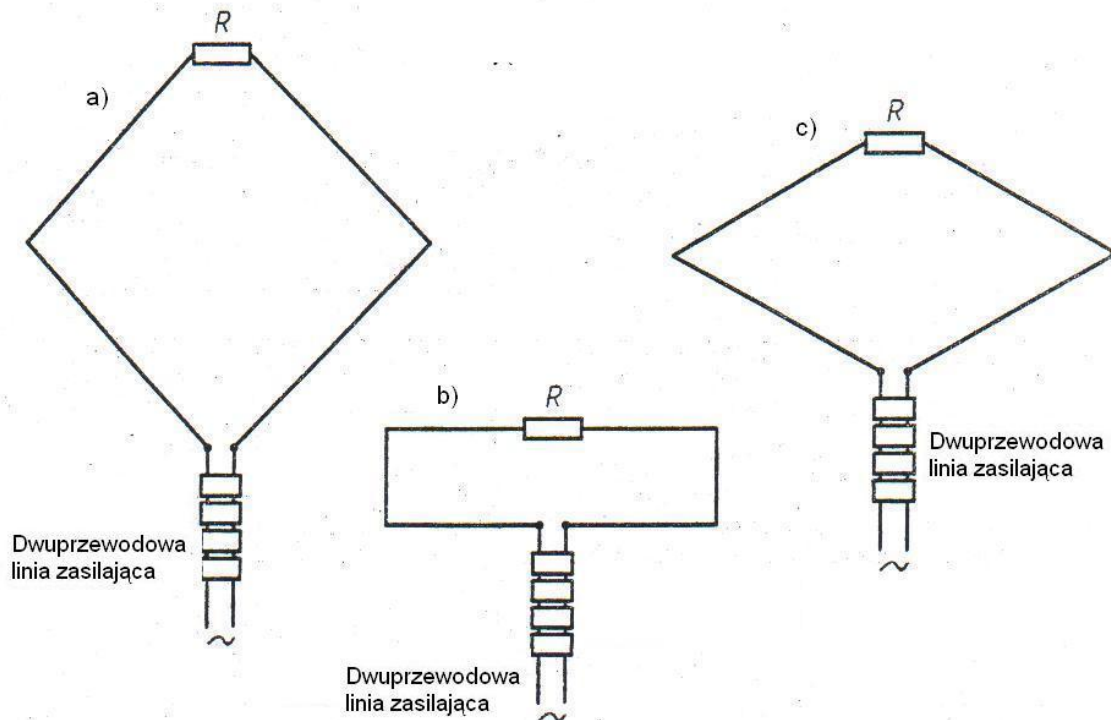 R
a)
Dwuprzewodowa
linia zasilająca
~
b)
R
Dwuprzewodowa
linia zasilająca
~
c)
R
Dwuprzewodowa
linia zasilająca
~